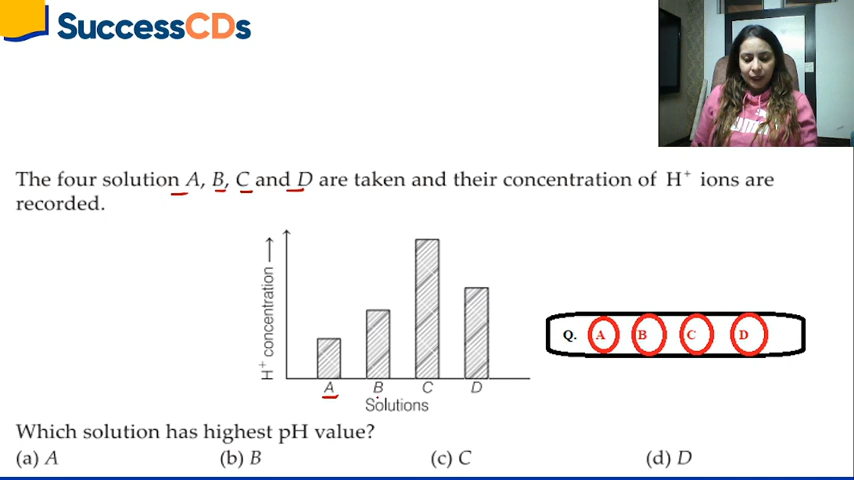 SuccessCDs
The four solution A, B, C and D are taken and their concentration of H⁺ ions are
recorded.
H⁺ concentration →
A B C D
Solutions
Q. A B C D
Which solution has highest pH value?
(a) A (b) B (c) C (d) D